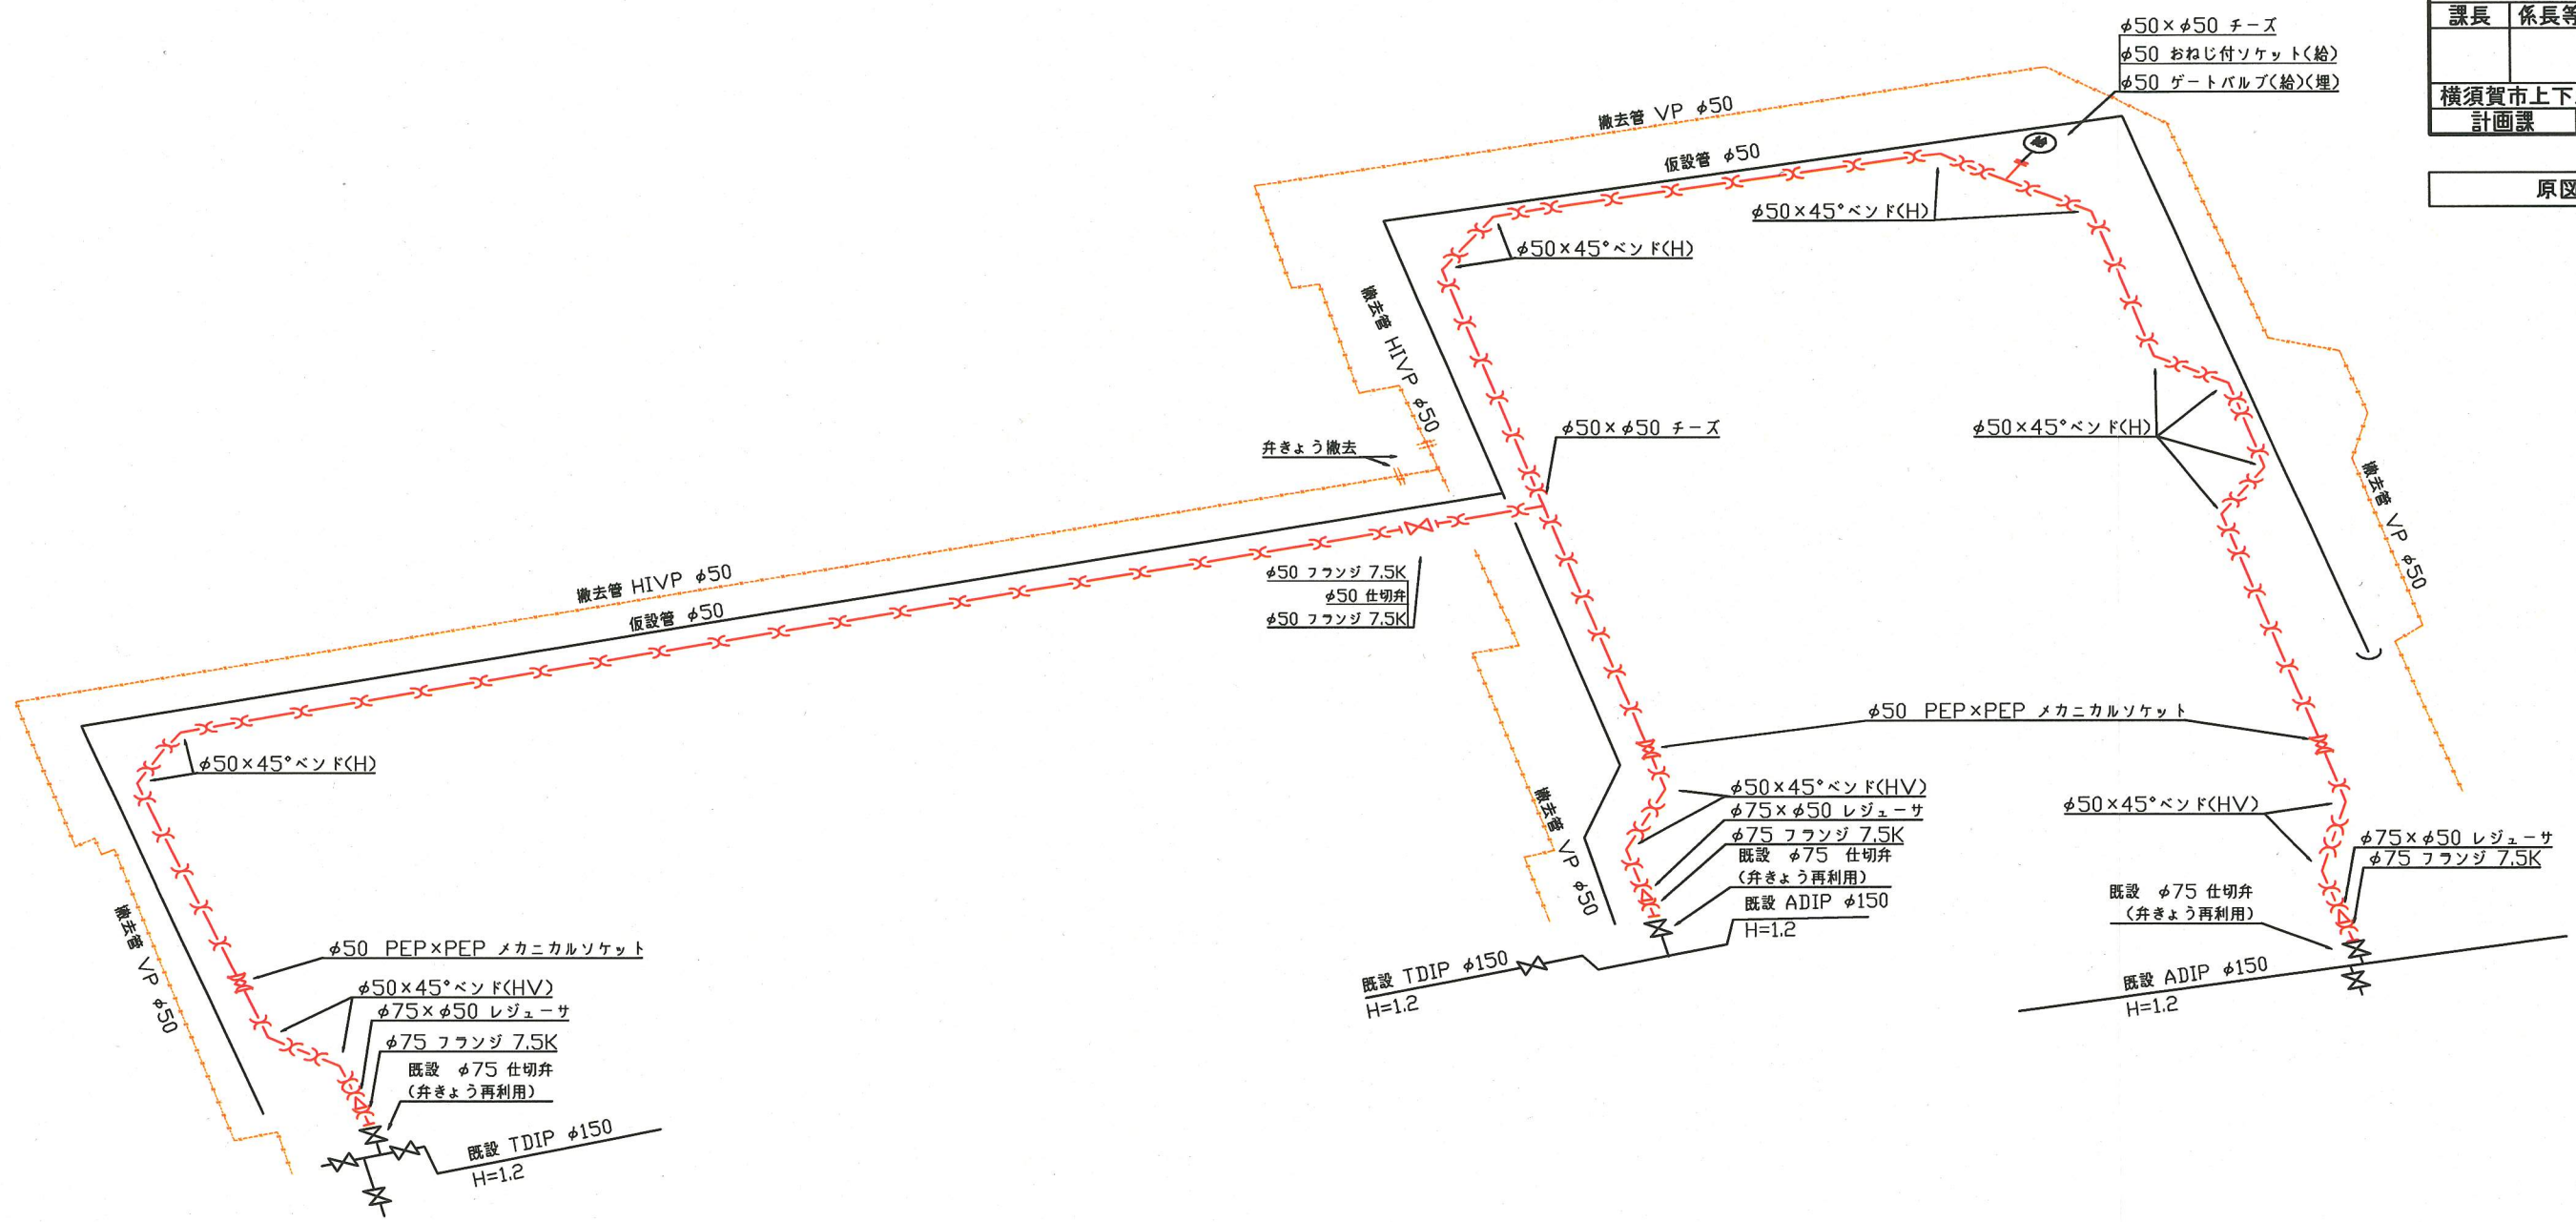 課長 係長等
横須賀市上下
計画課
原図
φ50×φ50 チーズ
φ50 おねじ付ソケット(給)
φ50 ゲートバルブ(給)(埋)
撤去管 VP φ50
仮設管 φ50
φ50×45°ベンド(H)
φ50×45°ベンド(H)
撤去管 HIVP φ50
弁きょう撤去
φ50×φ50 チーズ
φ50×45°ベンド(H)
撤去管 VP φ50
撤去管 HIVP φ50
仮設管 φ50
φ50 フランジ 7.5K
φ50 仕切弁
φ50 フランジ 7.5K
φ50 PEP×PEP メカニカルソケット
φ50×45°ベンド(H)
撤去管 VP φ50
φ50×45°ベンド(HV)
φ75×φ50 レジューサ
φ75 フランジ 7.5K
既設 φ75 仕切弁
(弁きょう再利用)
既設 ADIP φ150
H=1.2
既設 TDIP φ150
H=1.2
φ50×45°ベンド(HV)
φ75×φ50 レジューサ
φ75 フランジ 7.5K
既設 φ75 仕切弁
(弁きょう再利用)
既設 ADIP φ150
H=1.2
撤去管 VP φ50
φ50 PEP×PEP メカニカルソケット
φ50×45°ベンド(HV)
φ75×φ50 レジューサ
φ75 フランジ 7.5K
既設 φ75 仕切弁
(弁きょう再利用)
既設 TDIP φ150
H=1.2